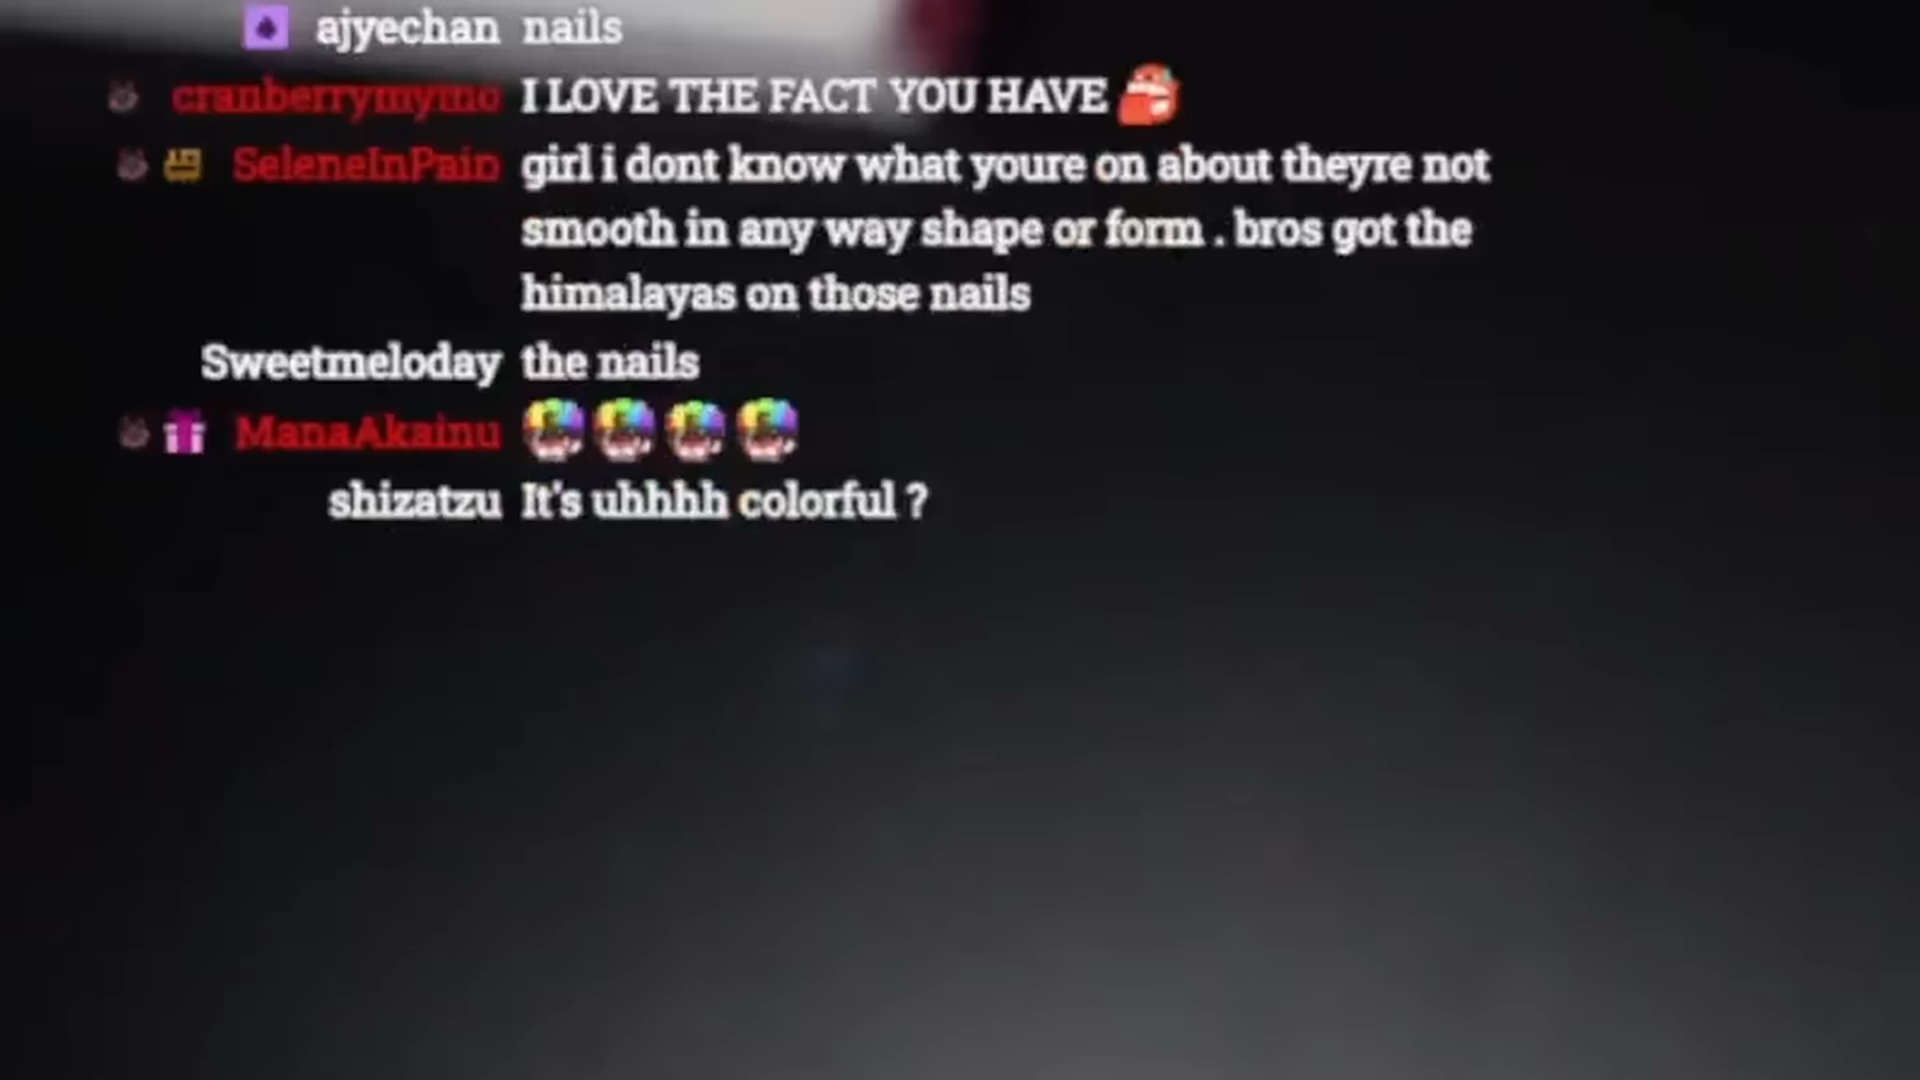 ajyechan nails
cranberrymymo I LOVE THE FACT YOU HAVE
SeleneInPain girl i dont know what youre on about theyre not
smooth in any way shape or form . bros got the
himalayas on those nails
Sweetmeloday the nails
ManaAkainu
shizatzu It's uhhhh colorful ?